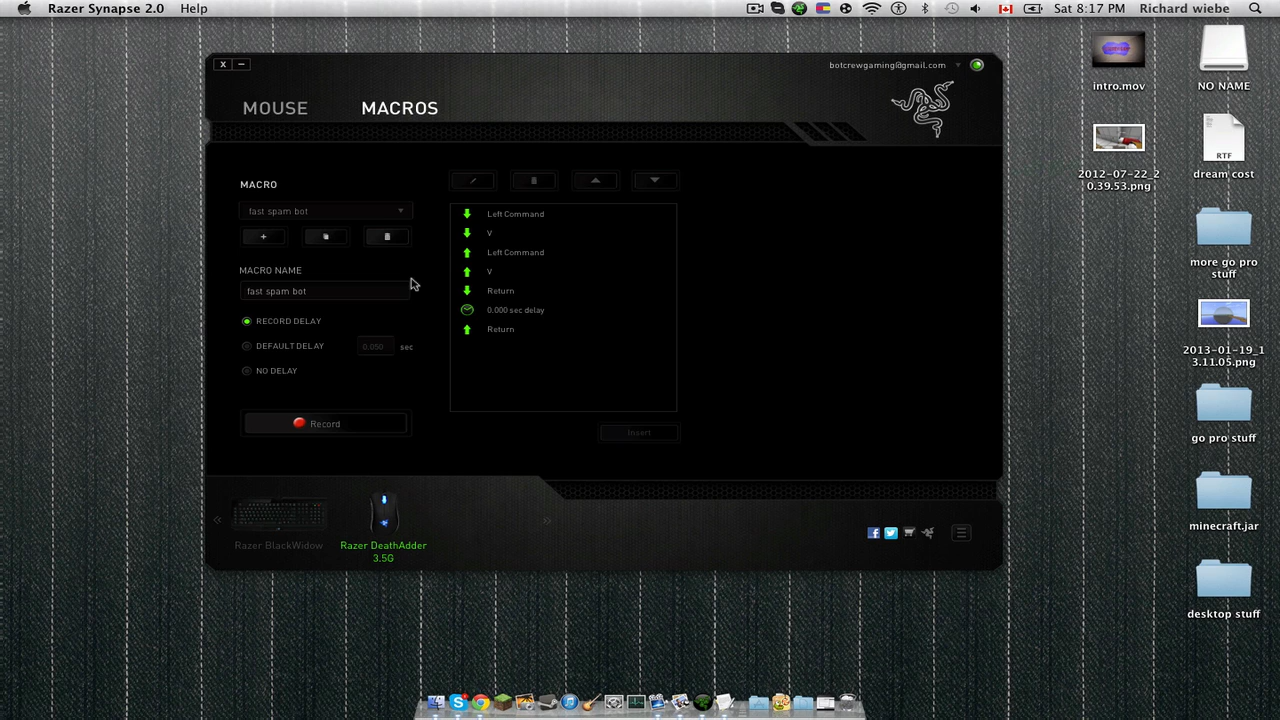 Razer Synapse 2.0 Help
Sat 8:17 PM Richard wiebe
X
botcrewgaming@gmail.com
MOUSE MACROS
MACRO
fast spam bot
MACRO NAME
fast spam bot
RECORD DELAY
DEFAULT DELAY 0.050 sec
NO DELAY
Record
Left Command
V
Left Command
V
Return
0.000 sec delay
Return
Insert
Razer BlackWidow
Razer DeathAdder
3.5G
intro.mov
NO NAME
2012-07-22_2
0.39.53.png
RTF
dream cost
more go pro
stuff
2013-01-19_1
3.11.05.png
go pro stuff
minecraft.jar
desktop stuff